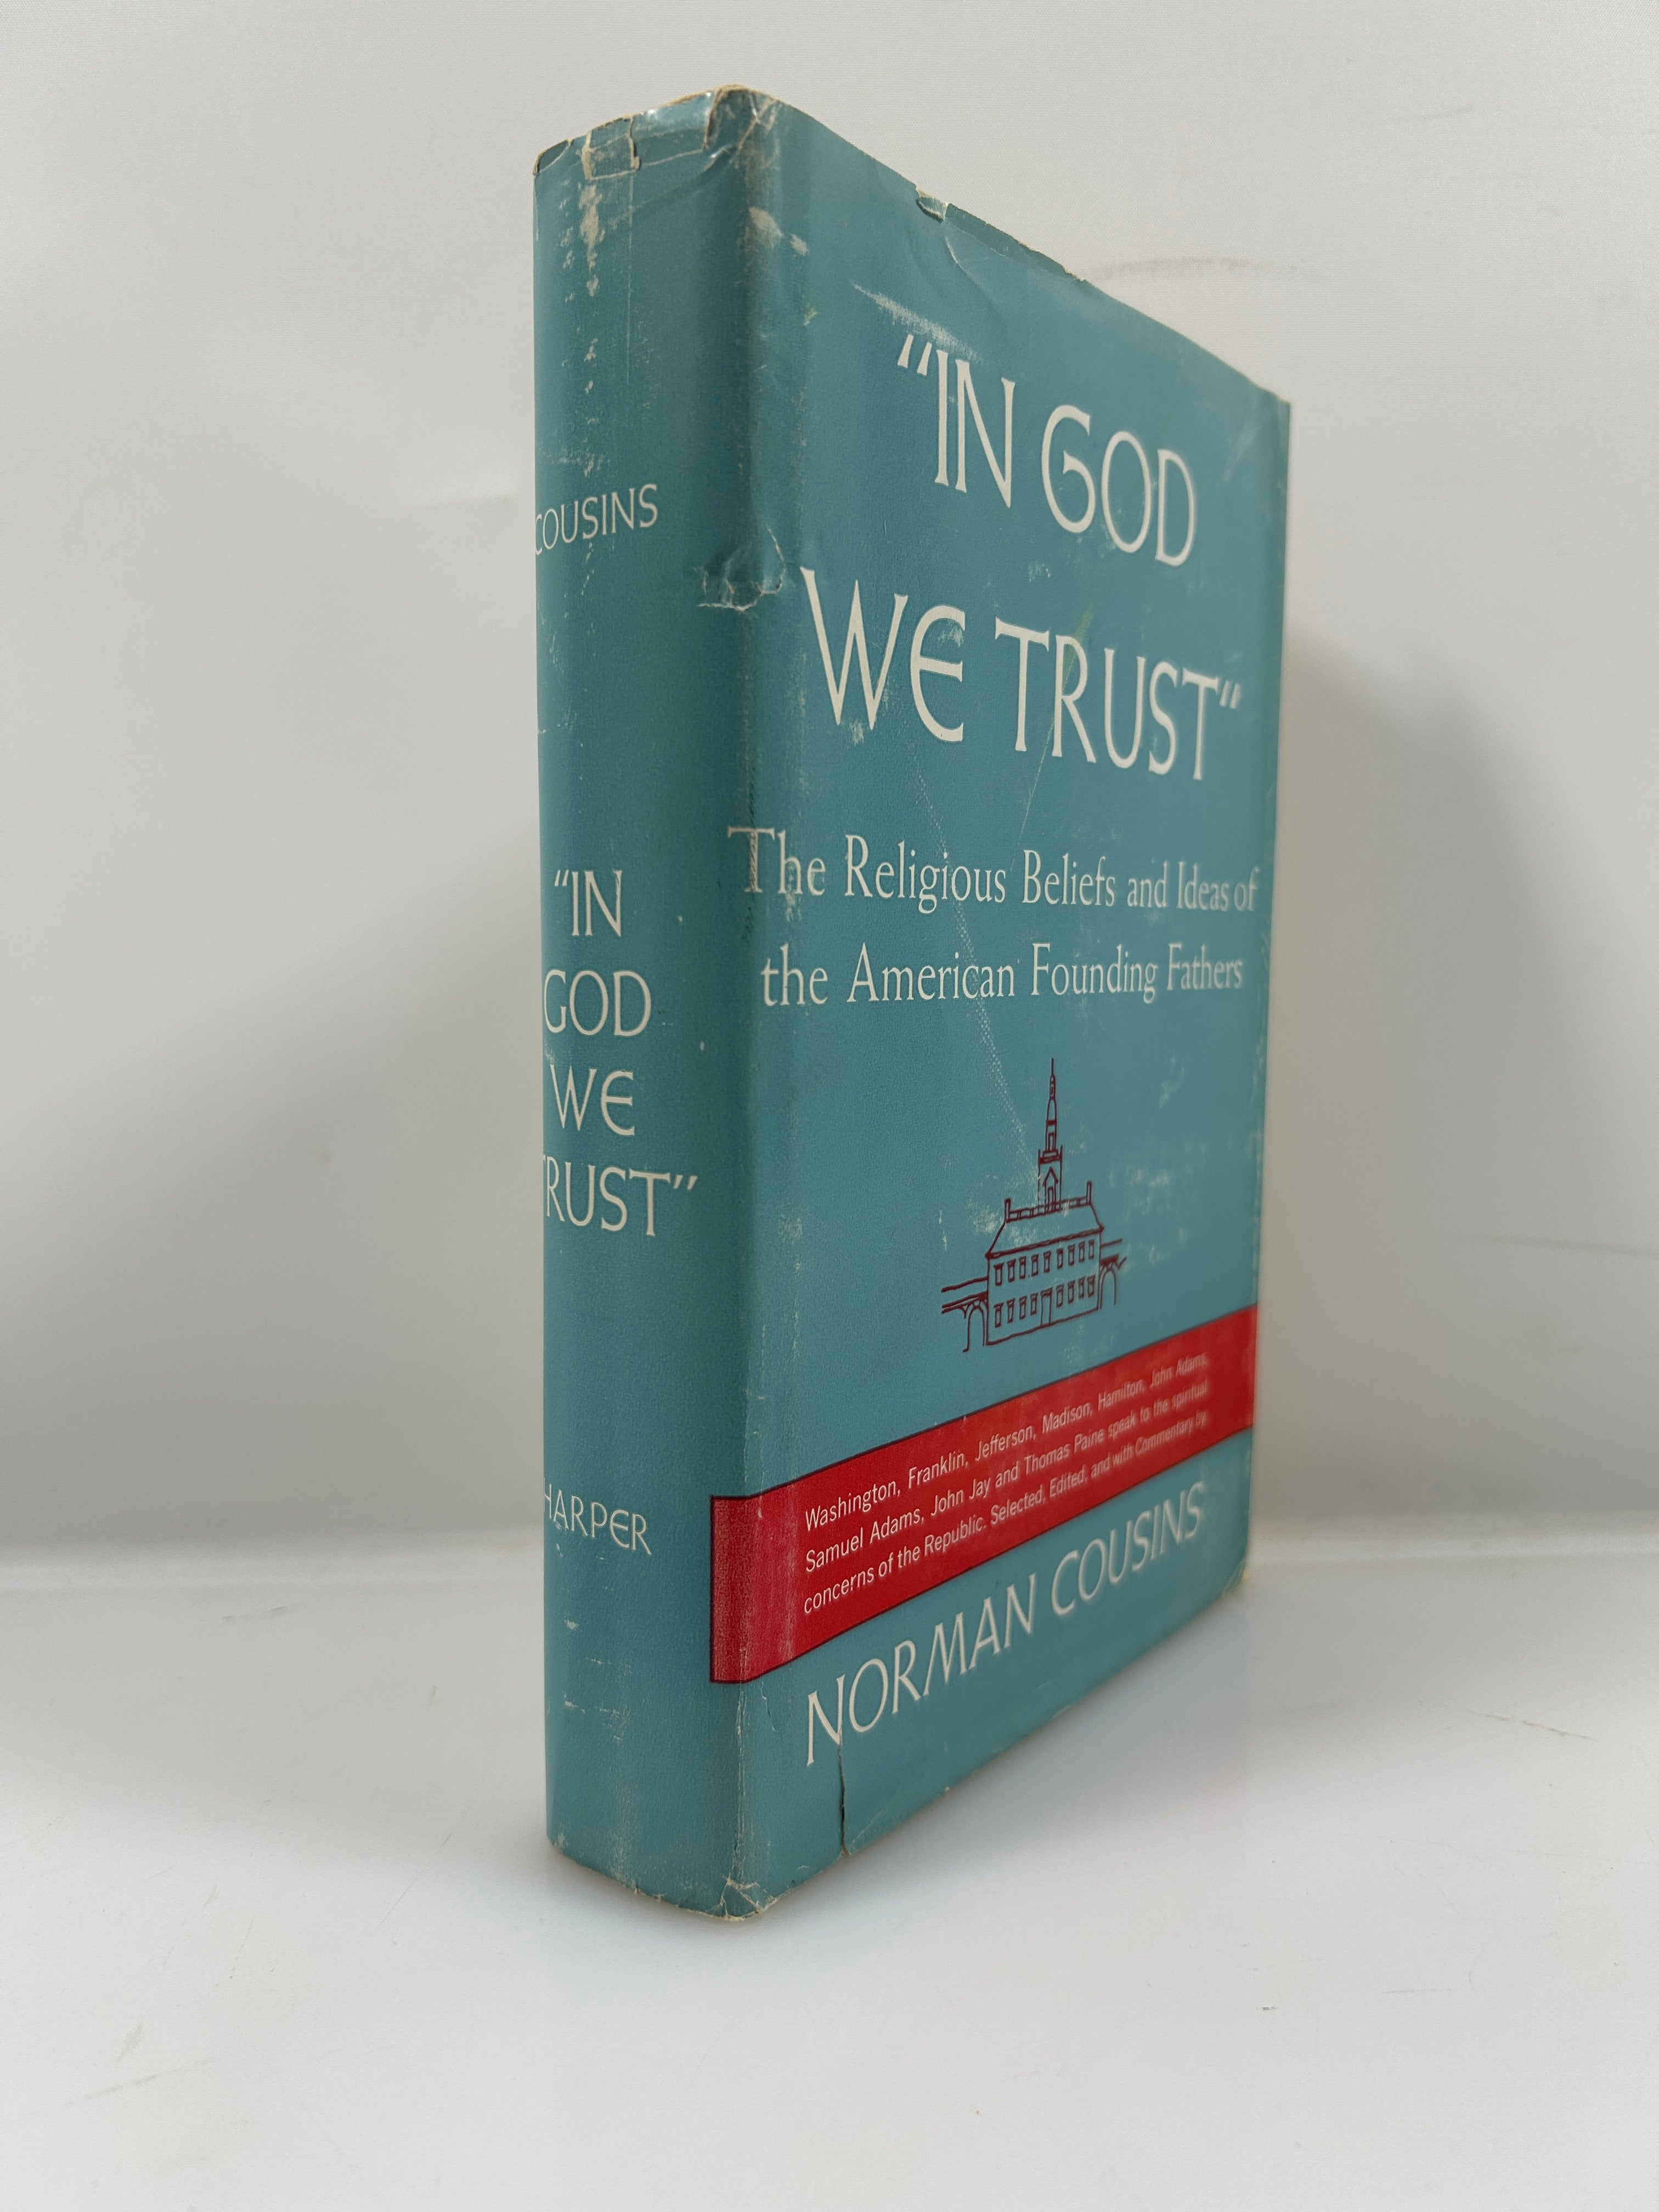 COUSINS
“IN
GOD
WE
TRUST”
HARPER
“IN GOD
WE TRUST“
The Religious Beliefs and Ideas of
the American Founding Fathers
Washington, Franklin, Jefferson, Madison, Hamilton, John Adams,
Samuel Adams, John Jay and Thomas Paine speak to the spiritual
concerns of the Republic. Selected, Edited, and with Commentary by
NORMAN COUSINS